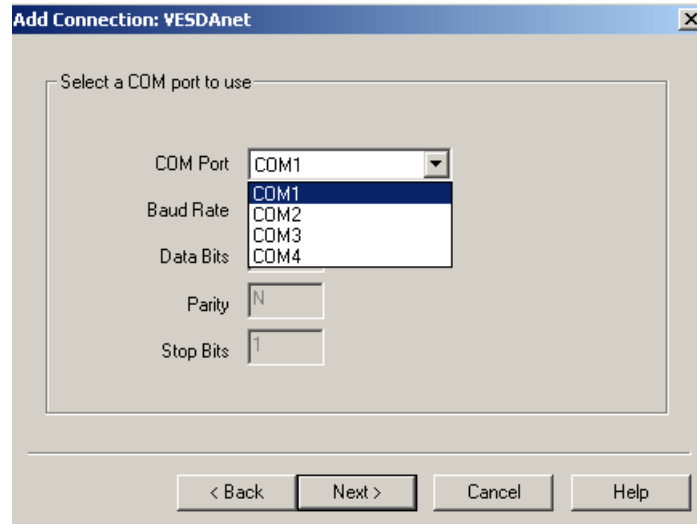 Add Connection: VESDAnet
Select a COM port to use
COM Port COM1
COM1
Baud Rate COM2
COM3
Data Bits COM4
Parity N
Stop Bits 1
< Back Next > Cancel Help